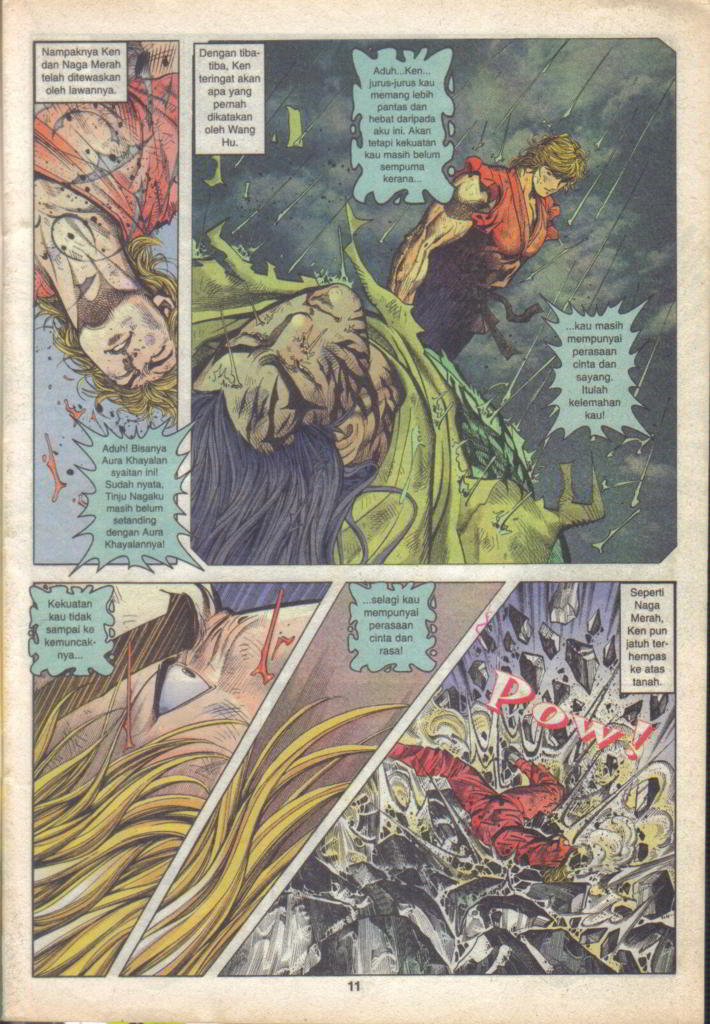 Nampaknya Ken
dan Naga Merah
telah ditewaskan
oleh lawannya.
Aduh! Bisanya
Aura Khayalan
syaitan ini!
Sudah nyata,
Tinju Nagaku
masih belum
setanding
dengan Aura
Khayalannya!
Dengan tiba-
tiba, Ken
teringat akan
apa yang
pernah
dikatakan
oleh Wang
Hu.
Aduh...Ken...
jurus-jurus kau
memang lebih
pantas dan
hebat daripada
aku ini. Akan
tetapi kekuatan
kau masih belum
sempurna
kerana...
...kau masih
mempunyai
perasaan
cinta dan
sayang.
Itulah
kelemahan
kau!
Kekuatan
kau tidak
sampai ke
kemuncak-
nya...
...selagi kau
mempunyai
perasaan
cinta dan
rasa!
Seperti
Naga
Merah,
Ken pun
jatuh ter-
hempas
ke atas
tanah.
POW!
11